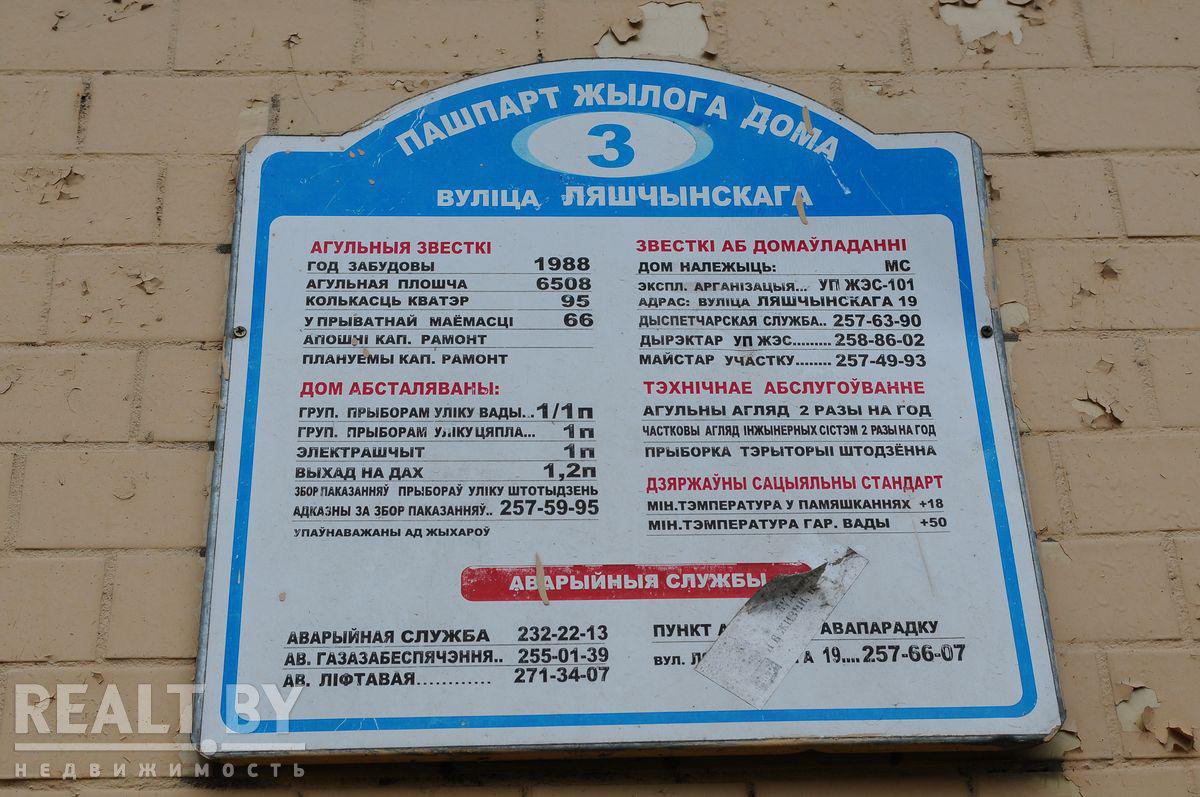 ПАШПАРТ ЖЫЛОГА ДОМА
3
ВУЛІЦА ЛЯШЧЫНСКАГА
АГУЛЬНЫЯ ЗВЕСТКІ
ГОД ЗАБУДОВЫ 1988
АГУЛЬНАЯ ПЛОШЧА 6508
КОЛЬКАСЦЬ КВАТЭР 95
У ПРЫВАТНАЙ МАЁМАСЦІ 66
АПОШНІ КАП. РАМОНТ
ПЛАНУЕМЫ КАП. РАМОНТ
ДОМ АБСТАЛЯВАНЫ:
ГРУП. ПРЫБОРАМ УЛІКУ ВАДЫ... 1/1п
ГРУП. ПРЫБОРАМ УЛІКУ ЦЯПЛА... 1п
ЭЛЕКТРАШЧЫТ 1п
ВЫХАД НА ДАХ 1,2п
ЗБОР ПАКАЗАННЯЎ ПРЫБОРАЎ УЛІКУ ШТОТЫДЗЕНЬ
АДКАЗНЫ ЗА ЗБОР ПАКАЗАННЯЎ.. 257-59-95
УПАЎНАВАЖАНЫ АД ЖЫХАРОЎ
ЗВЕСТКІ АБ ДОМАЎЛАДАННІ
ДОМ НАЛЕЖЫЦЬ: МС
ЭКСПЛ. АРГАНІЗАЦЫЯ... УП ЖЭС-101
АДРАС: ВУЛІЦА ЛЯШЧЫНСКАГА 19
ДЫСПЕТЧАРСКАЯ СЛУЖБА.. 257-63-90
ДЫРЭКТАР УП ЖЭС......... 258-86-02
МАЙСТАР УЧАСТКУ........ 257-49-93
ТЭХНІЧНАЕ АБСЛУГОЎВАННЕ
АГУЛЬНЫ АГЛЯД 2 РАЗЫ НА ГОД
ЧАСТКОВЫ АГЛЯД ІНЖЫНЕРНЫХ СІСТЭМ 2 РАЗЫ НА ГОД
ПРЫБОРКА ТЭРЫТОРЫІ ШТОДЗЁННА
ДЗЯРЖАЎНЫ САЦЫЯЛЬНЫ СТАНДАРТ
МІН.ТЭМПЕРАТУРА У ПАМЯШКАННЯХ +18
МІН.ТЭМПЕРАТУРА ГАР. ВАДЫ +50
АВАРЫЙНЫЯ СЛУЖБЫ
АВАРЫЙНАЯ СЛУЖБА 232-22-13
АВ. ГАЗАЗАБЕСПЯЧЭННЯ.. 255-01-39
АВ. ЛІФТАВАЯ............ 271-34-07
ПУНКТ АВАПАРАДКУ
ВУЛ. 19.... 257-66-07
REALT.BY
НЕДВИЖИМОСТЬ